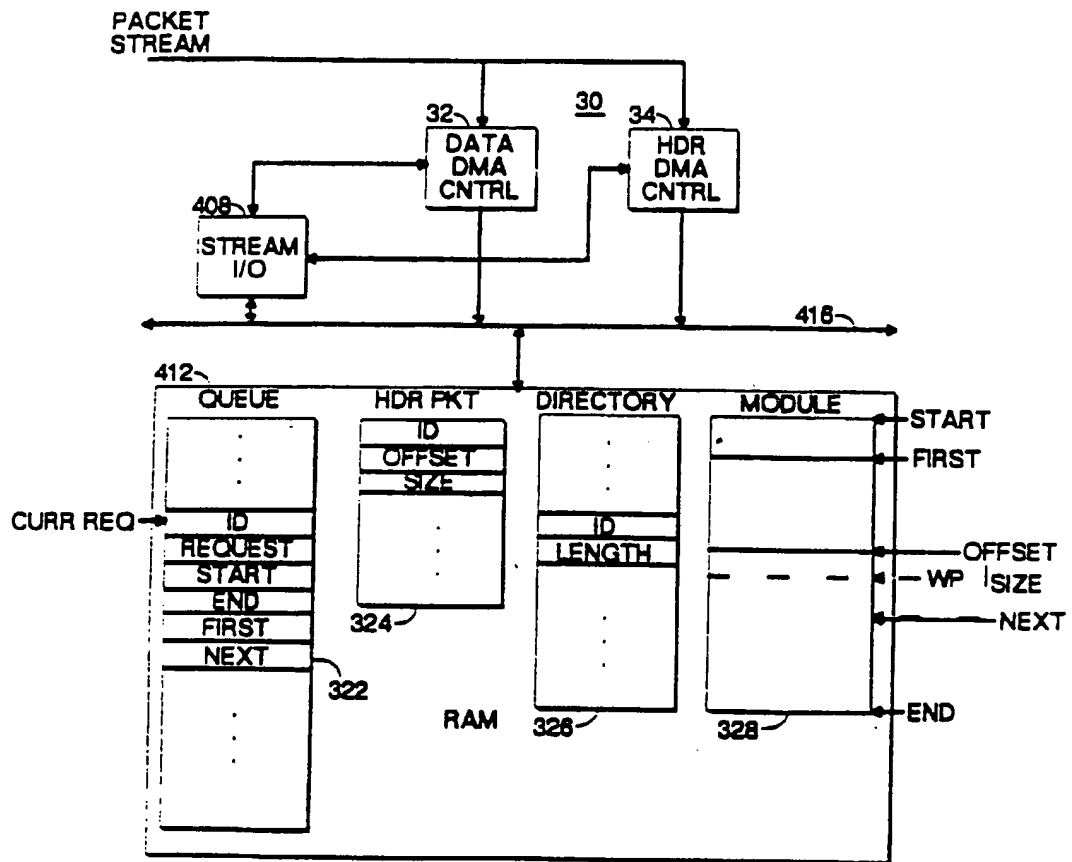 PACKET
STREAM
30
32
DATA
DMA
CNTRL
34
HDR
DMA
CNTRL
408
STREAM
I/O
416
412
QUEUE
HDR PKT
DIRECTORY
MODULE
CURR REQ
ID
REQUEST
START
END
FIRST
NEXT
322
ID
OFFSET
SIZE
324
ID
LENGTH
326
328
START
FIRST
OFFSET
WP
SIZE
NEXT
END
RAM